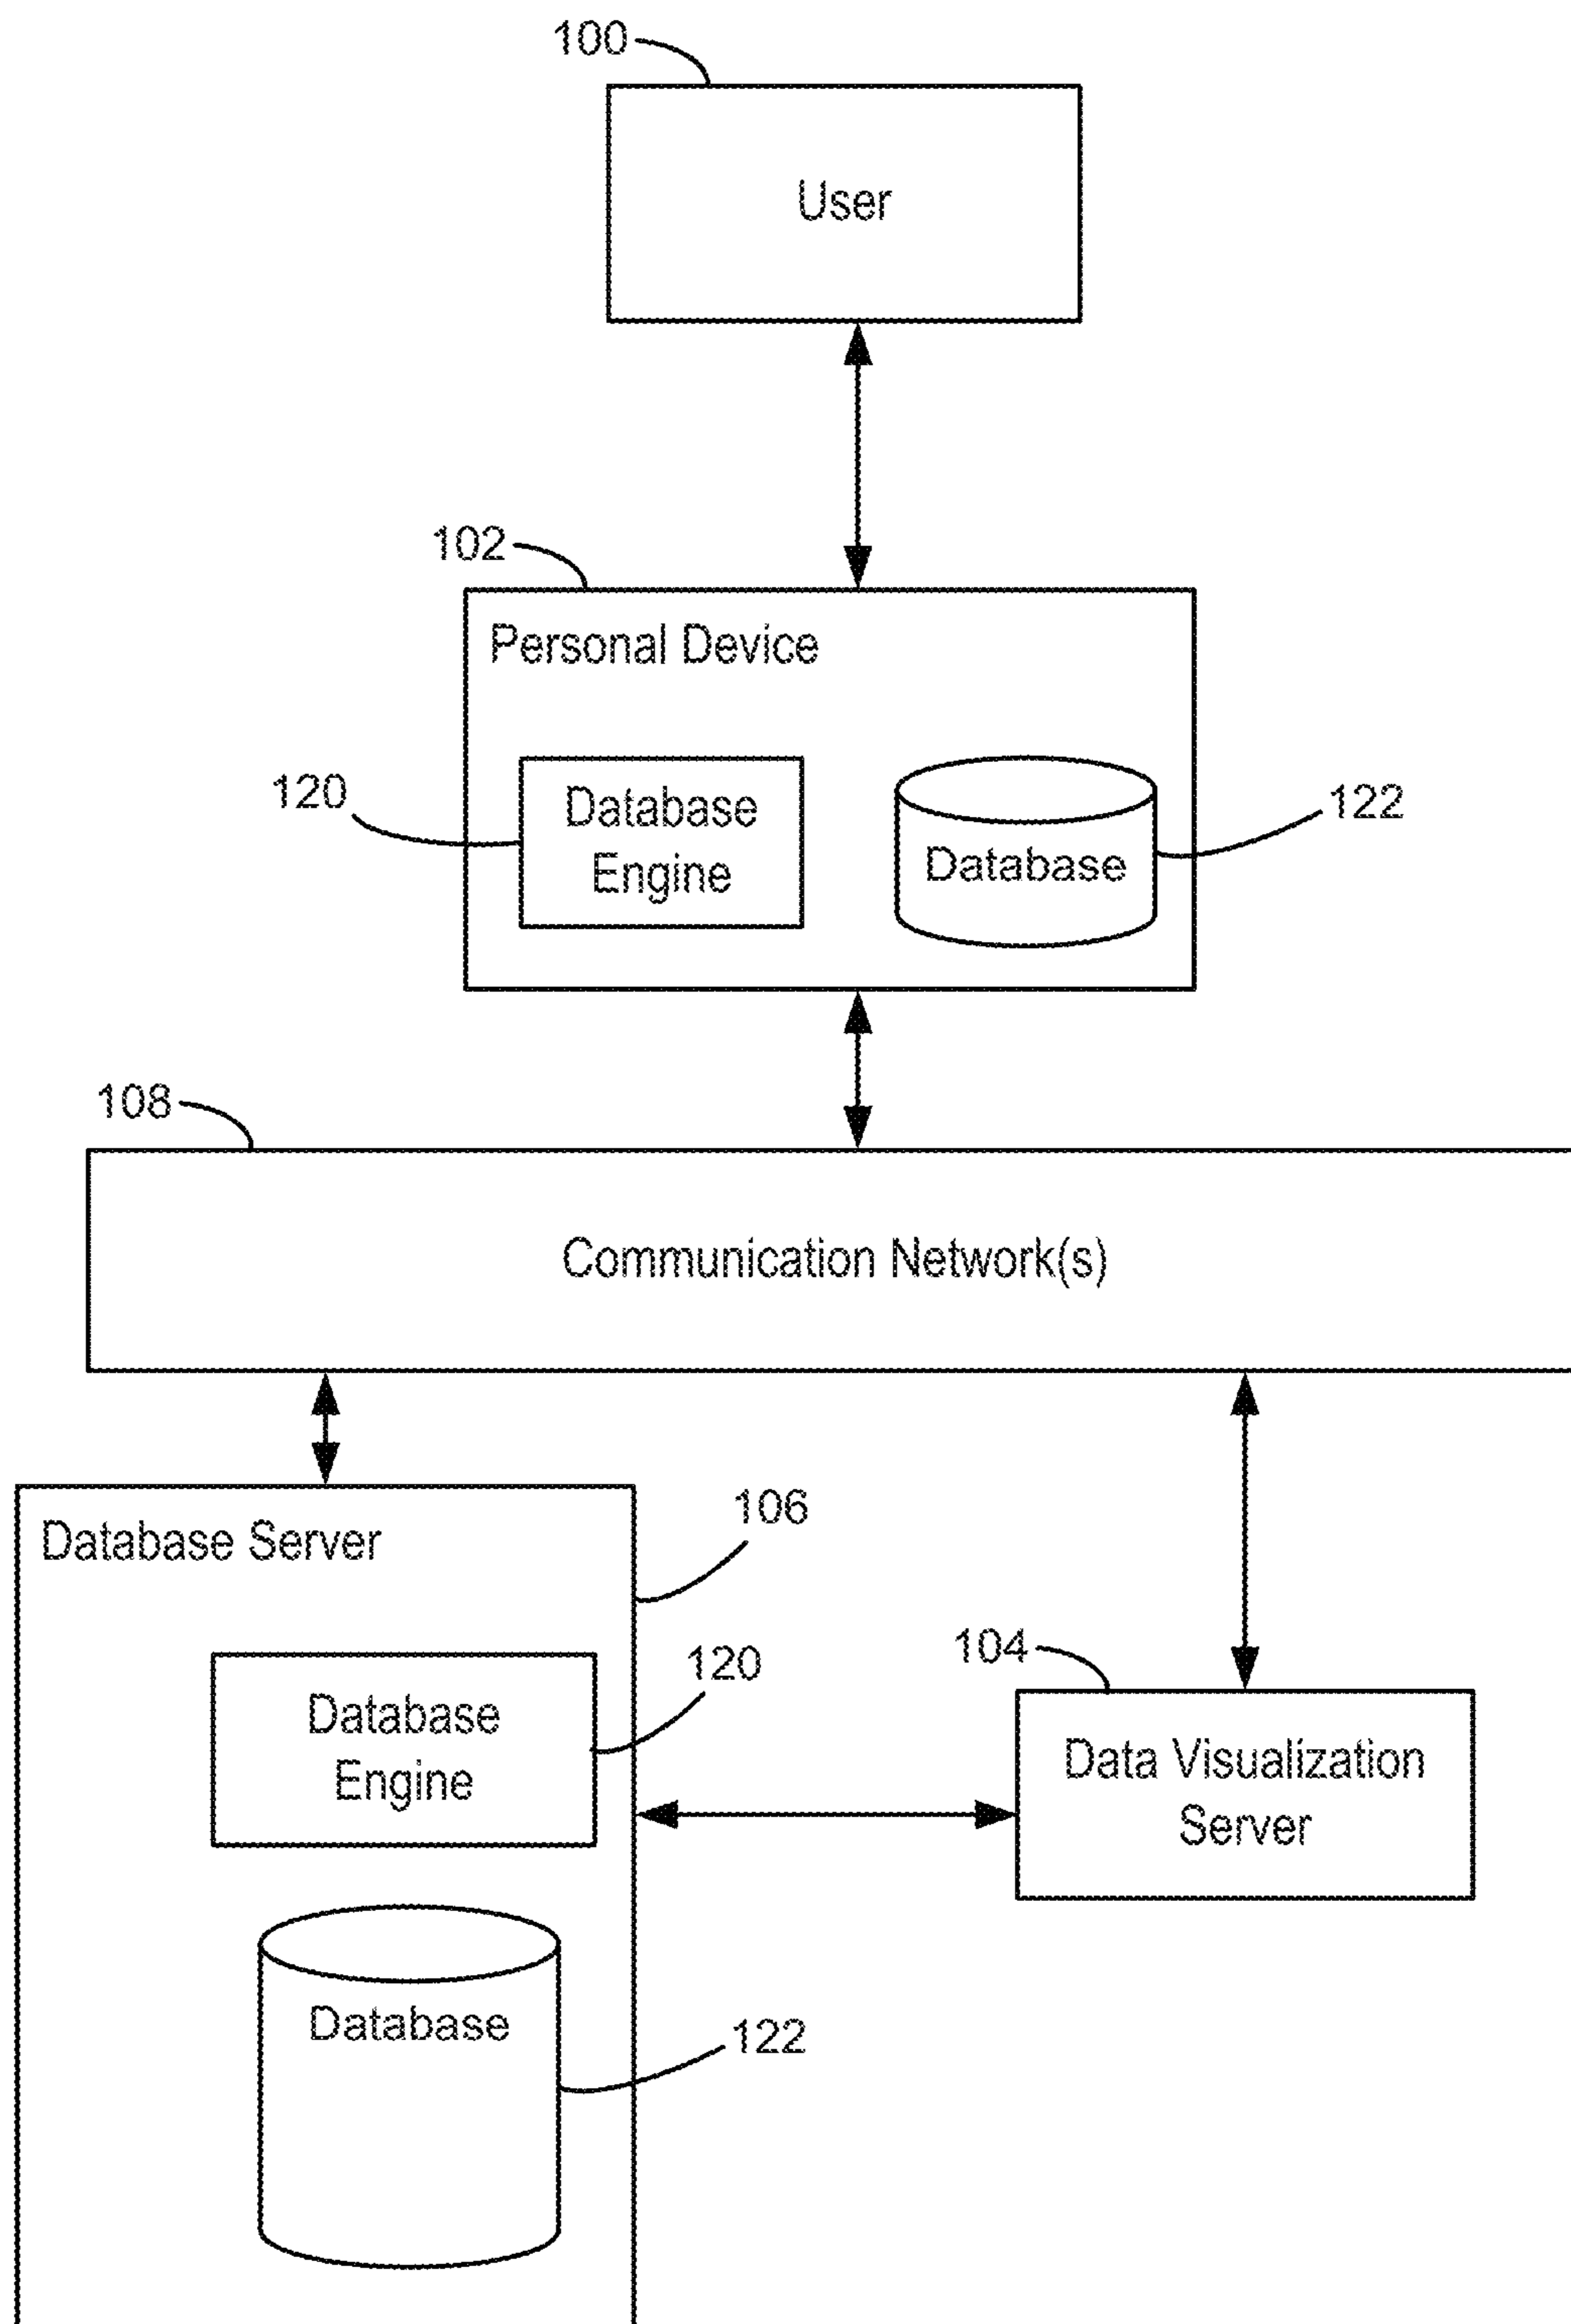 100
User
102
Personal Device
120
Database
Engine
Database
122
108
Communication Network(s)
Database Server
106
Database
Engine
120
104
Data Visualization
Server
Database
122